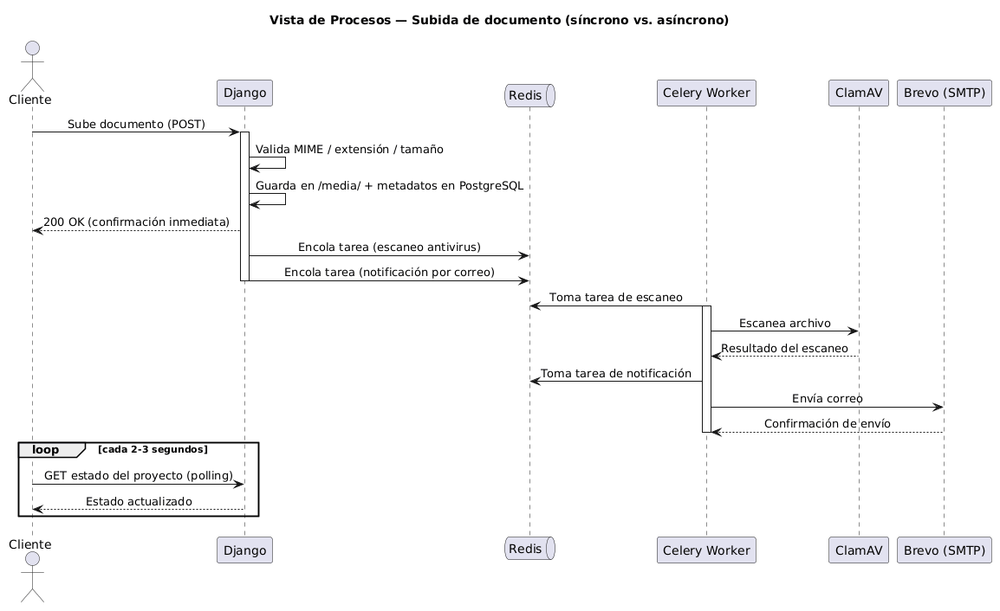 Vista de Procesos — Subida de documento (síncrono vs. asíncrono)
Cliente
Django
Redis
Celery Worker
ClamAV
Brevo (SMTP)
Sube documento (POST)
Valida MIME / extensión / tamaño
Guarda en /media/ + metadatos en PostgreSQL
200 OK (confirmación inmediata)
Encola tarea (escaneo antivirus)
Encola tarea (notificación por correo)
Toma tarea de escaneo
Escanea archivo
Resultado del escaneo
Toma tarea de notificación
Envía correo
Confirmación de envío
loop
[cada 2-3 segundos]
GET estado del proyecto (polling)
Estado actualizado
Cliente
Django
Redis
Celery Worker
ClamAV
Brevo (SMTP)